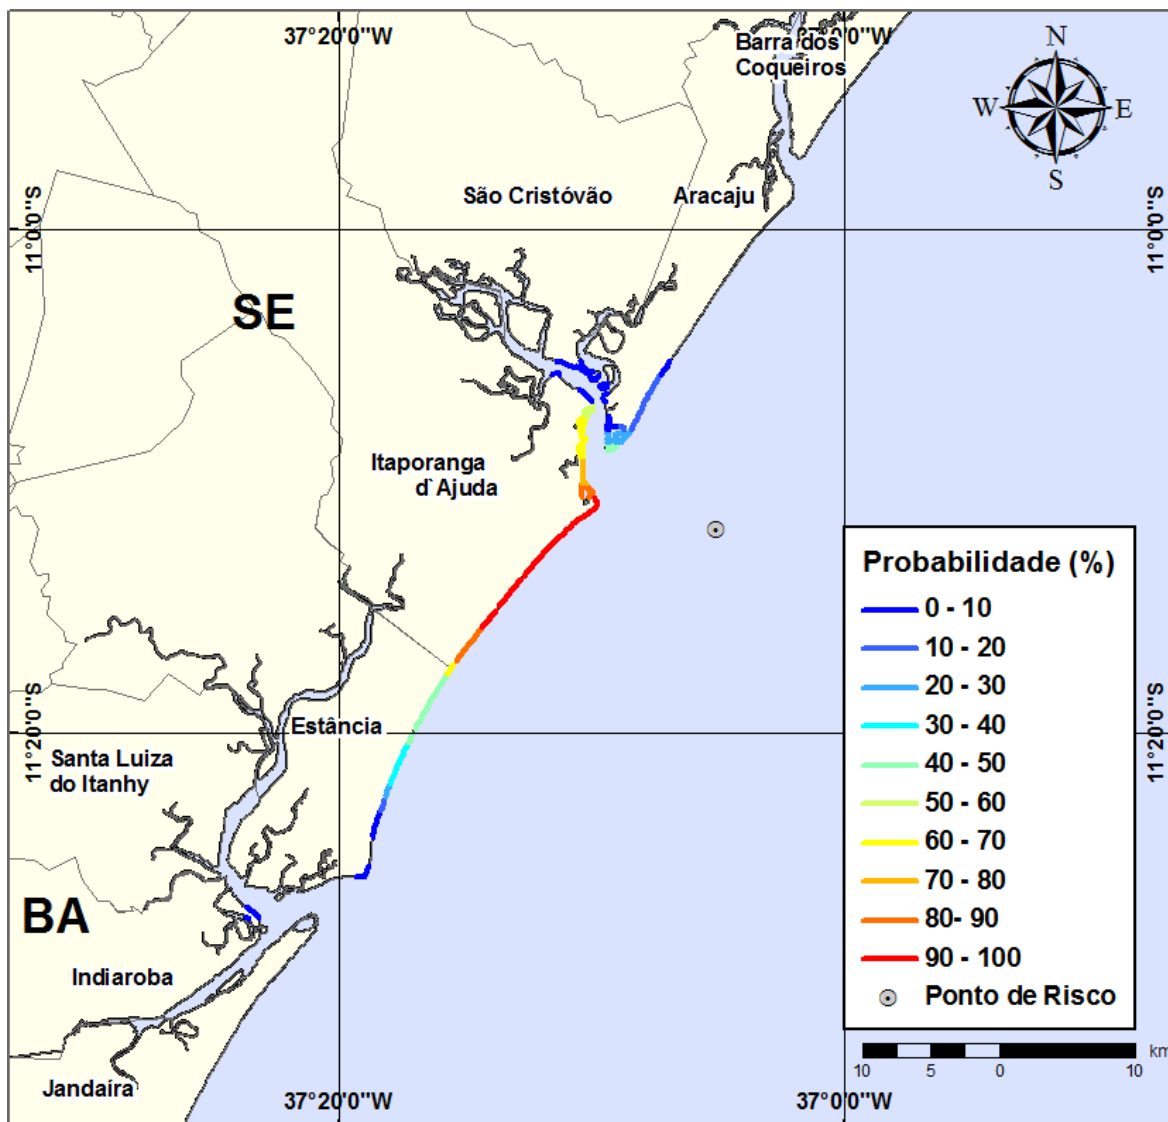 37°20'0"W
37°0'0"W
Barra dos
Coqueiros
N
W
E
S
São Cristóvão
Aracaju
11°0'0"S
11°0'0"S
SE
Itaporanga
d`Ajuda
Probabilidade (%)
0 - 10
10 - 20
20 - 30
30 - 40
40 - 50
50 - 60
60 - 70
70 - 80
80- 90
90 - 100
Ponto de Risco
11°20'0"S
11°20'0"S
Estância
Santa Luiza
do Itanhy
BA
Indiaroba
Jandaíra
km
10 5 0 10
37°20'0"W
37°0'0"W